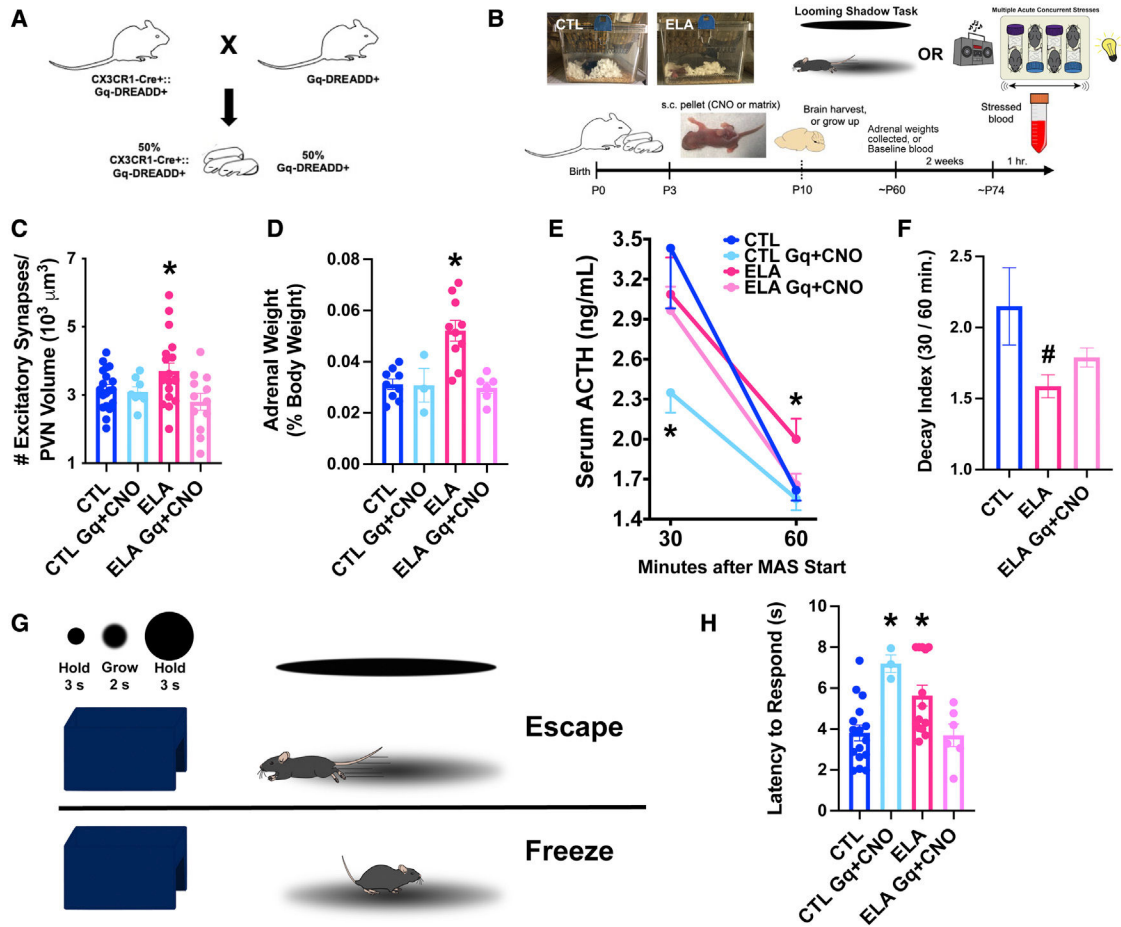 A
CX3CR1-Cre+::
Gq-DREADD+
X
Gq-DREADD+
50%
CX3CR1-Cre+::
Gq-DREADD+
50%
Gq-DREADD+
B
CTL
ELA
Looming Shadow Task
OR
Multiple Acute Concurrent Stresses
s.c. pellet (CNO or matrix)
Brain harvest,
or grow up
Adrenal weights
collected, or
Baseline blood
Stressed
blood
2 weeks
1 hr.
Birth
P0
P3
P10
~P60
~P74
C
# Excitatory Synapses/
PVN Volume (10³ µm³)
7
5
3
1
*
CTL
CTL Gq+CNO
ELA
ELA Gq+CNO
D
Adrenal Weight
(% Body Weight)
0.08
0.06
0.04
0.02
0.00
*
CTL
CTL Gq+CNO
ELA
ELA Gq+CNO
E
Serum ACTH (ng/mL)
3.5
3.2
2.9
2.6
2.3
2.0
1.7
1.4
CTL
CTL Gq+CNO
ELA
ELA Gq+CNO
*
*
30
60
Minutes after MAS Start
F
Decay Index (30 / 60 min.)
2.5
2.0
1.5
1.0
#
CTL
ELA
ELA Gq+CNO
G
Hold
3 s
Grow
2 s
Hold
3 s
Escape
Freeze
H
Latency to Respond (s)
10
8
6
4
2
0
*
*
CTL
CTL Gq+CNO
ELA
ELA Gq+CNO